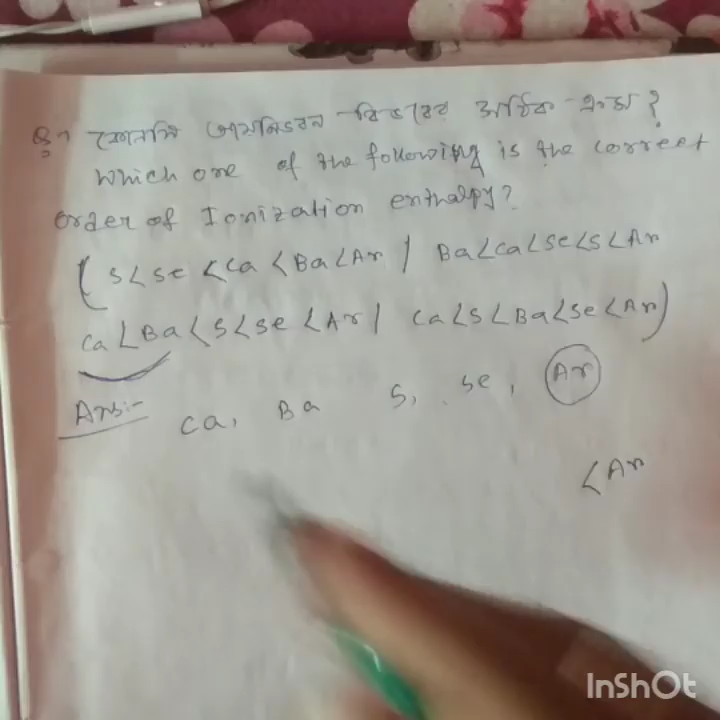 which one of the following is the correct
order of Ionization enthalpy?
(S < Se < Ca < Ba < Ar / Ba < Ca < Se < S < Ar
Ca < Ba < S < Se < Ar / Ca < S < Ba < Se < Ar)
Ans:- Ca, Ba S, Se, Ar
< Ar
InShOt